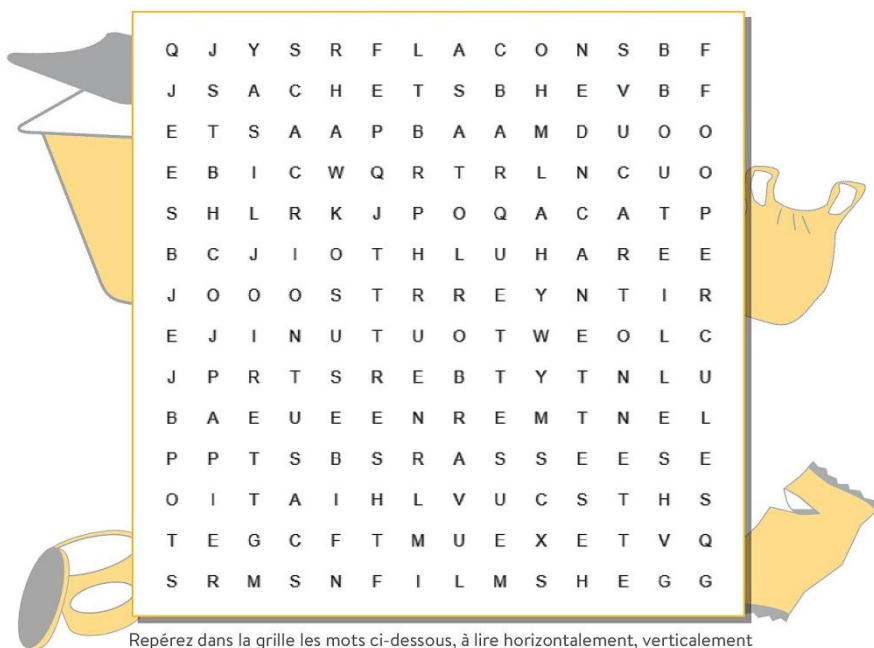 Q J Y S R F L A C O N S B F
J S A C H E T S B H E V B F
E T S A A P B A A M D U O O
E B I C W Q R T R L N C U O
S H L R K J P O Q A C A T P
B C J I O T H L U H A R E E
J O O O S T R R E Y N T I R
E J I N U T U O T W E O L C
J P R T S R E B T Y T N L U
B A E U E E N R E M T N E L
P P T S B S R A S S E E S E
O I T A I H L V U C S T H S
T E G C F T M U E X E T V Q
S R M S N F I L M S H E G G
Repérez dans la grille les mots ci-dessous, à lire horizontalement, verticalement